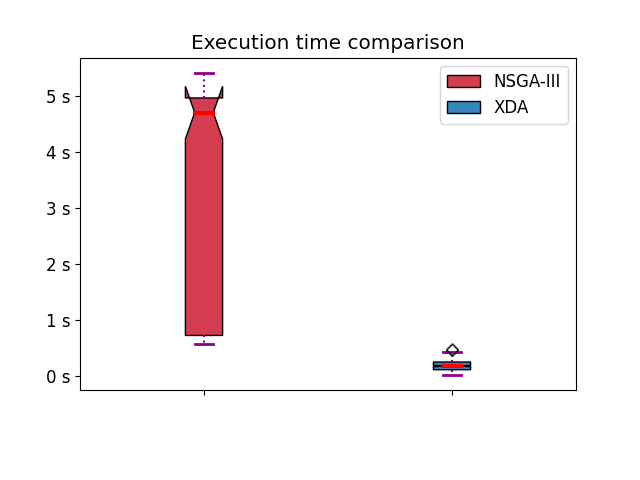 Execution time comparison
NSGA-III
XDA
5 s
4 s
3 s
2 s
1 s
0 s